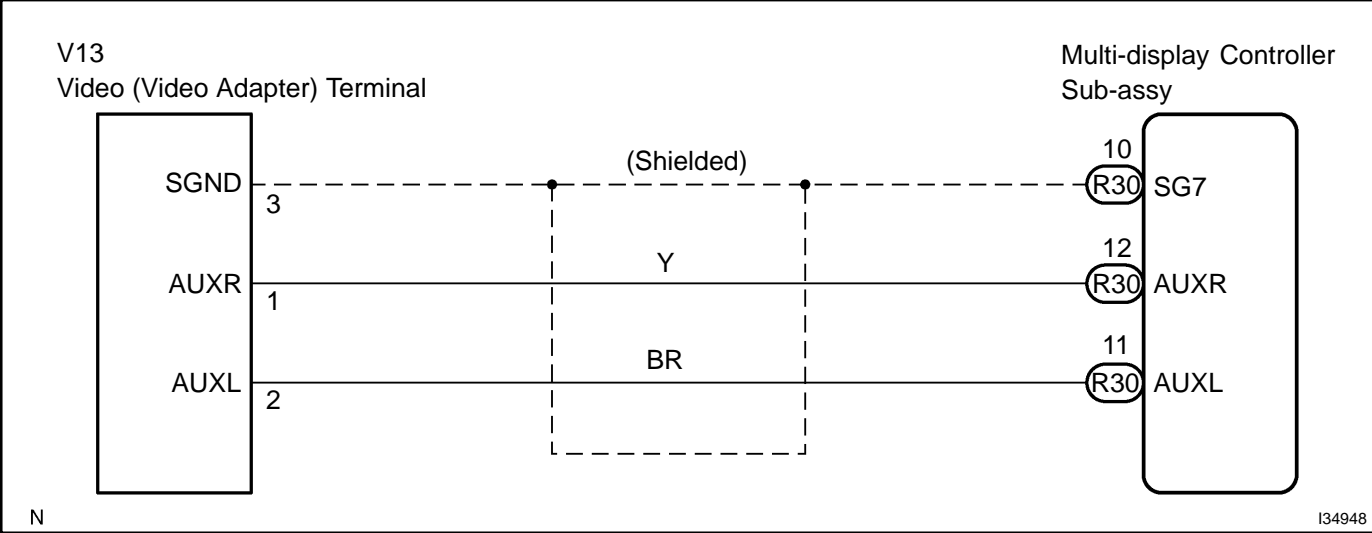 V13
Video (Video Adapter) Terminal
Multi-display Controller
Sub-assy
(Shielded)
10
SGND
3
R30
SG7
Y
12
AUXR
1
R30
AUXR
BR
11
AUXL
2
R30
AUXL
N
I34948